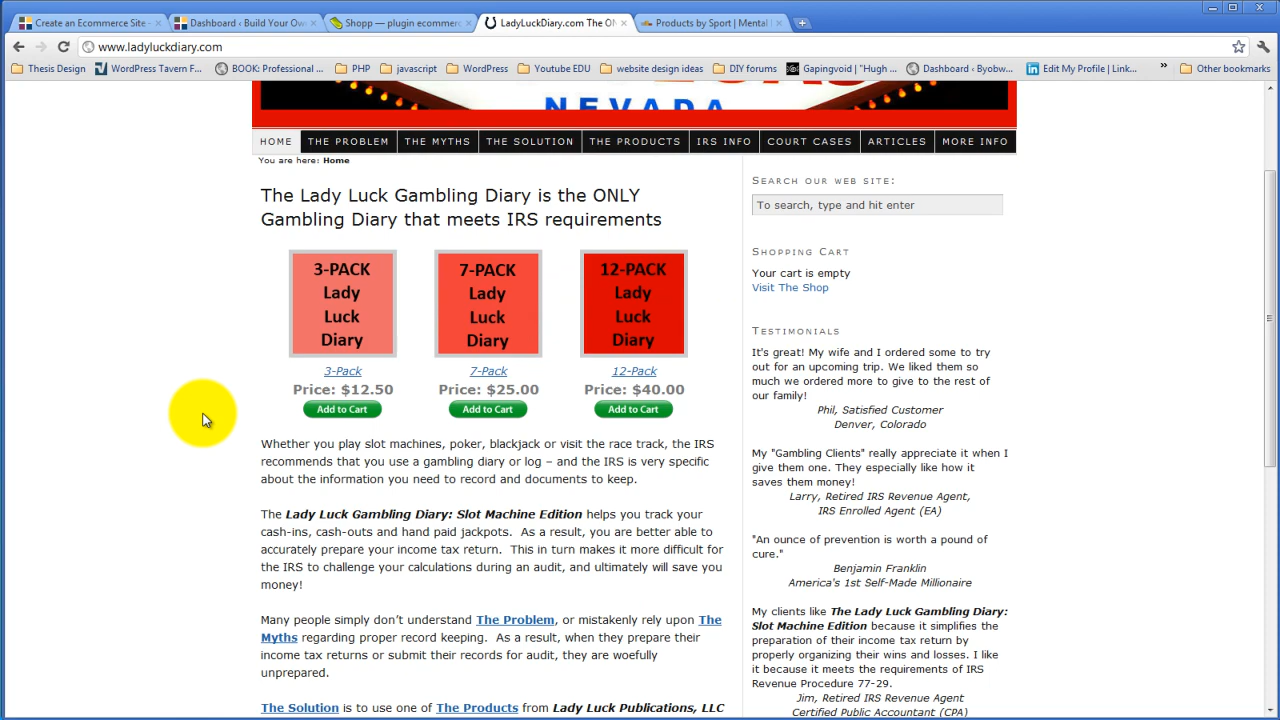 Create an Ecommerce Site -
Dashboard ‹ Build Your Ow
Shopp — plugin ecommerc
LadyLuckDiary.com The ON
Products by Sport | Mental
www.ladyluckdiary.com
Thesis Design
WordPress Tavern F...
BOOK: Professional ...
PHP
javascript
WordPress
Youtube EDU
website design ideas
DIY forums
Gapingvoid | "Hugh ...
Dashboard ‹ Byobw...
Edit My Profile | Link...
»
Other bookmarks
NEVADA
HOME
THE PROBLEM
THE MYTHS
THE SOLUTION
THE PRODUCTS
IRS INFO
COURT CASES
ARTICLES
MORE INFO
You are here: Home
The Lady Luck Gambling Diary is the ONLY
Gambling Diary that meets IRS requirements
3-PACK
Lady
Luck
Diary
3-Pack
Price: $12.50
Add to Cart
7-PACK
Lady
Luck
Diary
7-Pack
Price: $25.00
Add to Cart
12-PACK
Lady
Luck
Diary
12-Pack
Price: $40.00
Add to Cart
Whether you play slot machines, poker, blackjack or visit the race track, the IRS
recommends that you use a gambling diary or log – and the IRS is very specific
about the information you need to record and documents to keep.
The Lady Luck Gambling Diary: Slot Machine Edition helps you track your
cash-ins, cash-outs and hand paid jackpots.  As a result, you are better able to
accurately prepare your income tax return.  This in turn makes it more difficult for
the IRS to challenge your calculations during an audit, and ultimately will save you
money!
Many people simply don't understand The Problem, or mistakenly rely upon The
Myths regarding proper record keeping.  As a result, when they prepare their
income tax returns or submit their records for audit, they are woefully
unprepared.
The Solution is to use one of The Products from Lady Luck Publications, LLC
SEARCH OUR WEB SITE:
To search, type and hit enter
SHOPPING CART
Your cart is empty
Visit The Shop
TESTIMONIALS
It's great! My wife and I ordered some to try
out for an upcoming trip. We liked them so
much we ordered more to give to the rest of
our family!
Phil, Satisfied Customer
Denver, Colorado
My "Gambling Clients" really appreciate it when I
give them one. They especially like how it
saves them money!
Larry, Retired IRS Revenue Agent,
IRS Enrolled Agent (EA)
"An ounce of prevention is worth a pound of
cure."
Benjamin Franklin
America's 1st Self-Made Millionaire
My clients like The Lady Luck Gambling Diary:
Slot Machine Edition because it simplifies the
preparation of their income tax return by
properly organizing their wins and losses. I like
it because it meets the requirements of IRS
Revenue Procedure 77-29.
Jim, Retired IRS Revenue Agent
Certified Public Accountant (CPA)